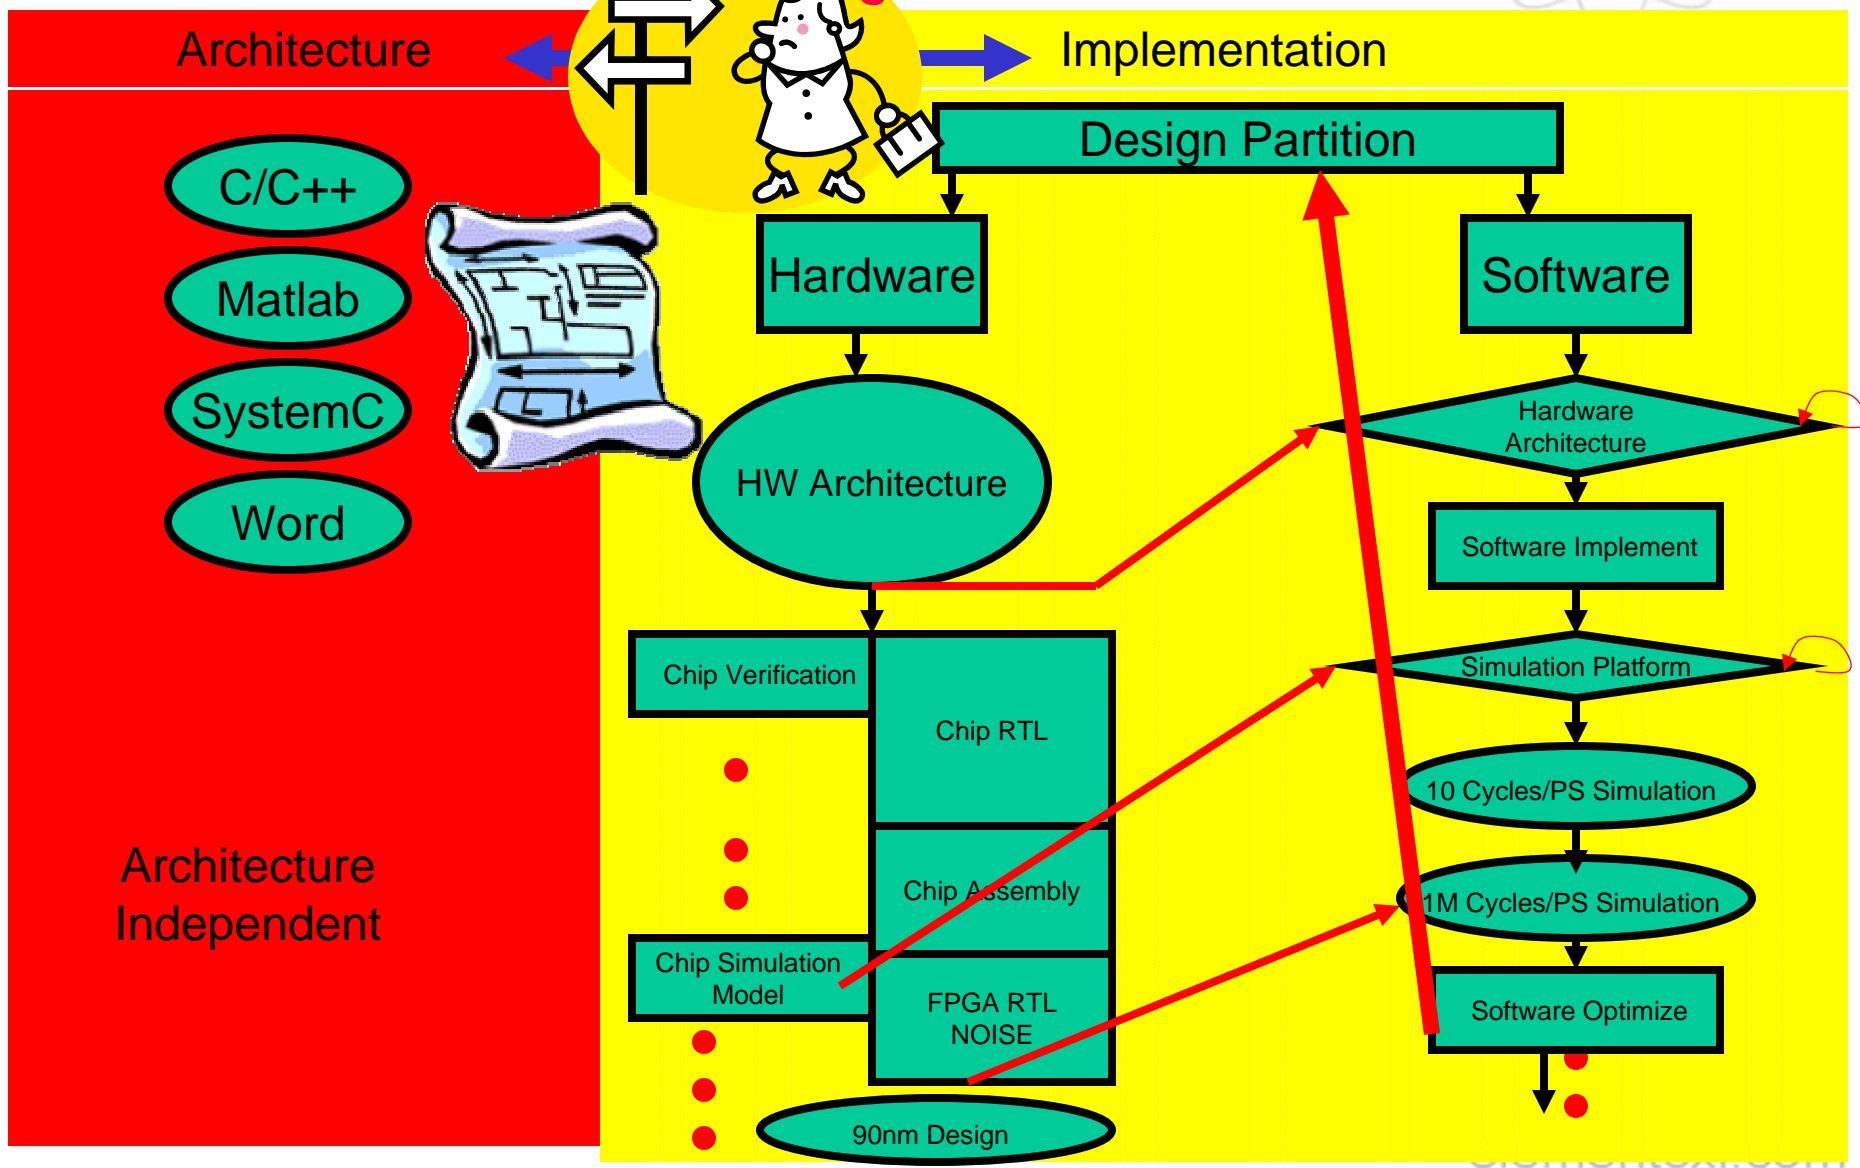 Architecture
Implementation
Design Partition
C/C++
Matlab
SystemC
Word
Hardware
Software
HW Architecture
Hardware
Architecture
Software Implement
Simulation Platform
Chip Verification
Chip RTL
10 Cycles/PS Simulation
Chip Assembly
1M Cycles/PS Simulation
Architecture
Independent
Chip Simulation
Model
FPGA RTL
NOISE
Software Optimize
90nm Design